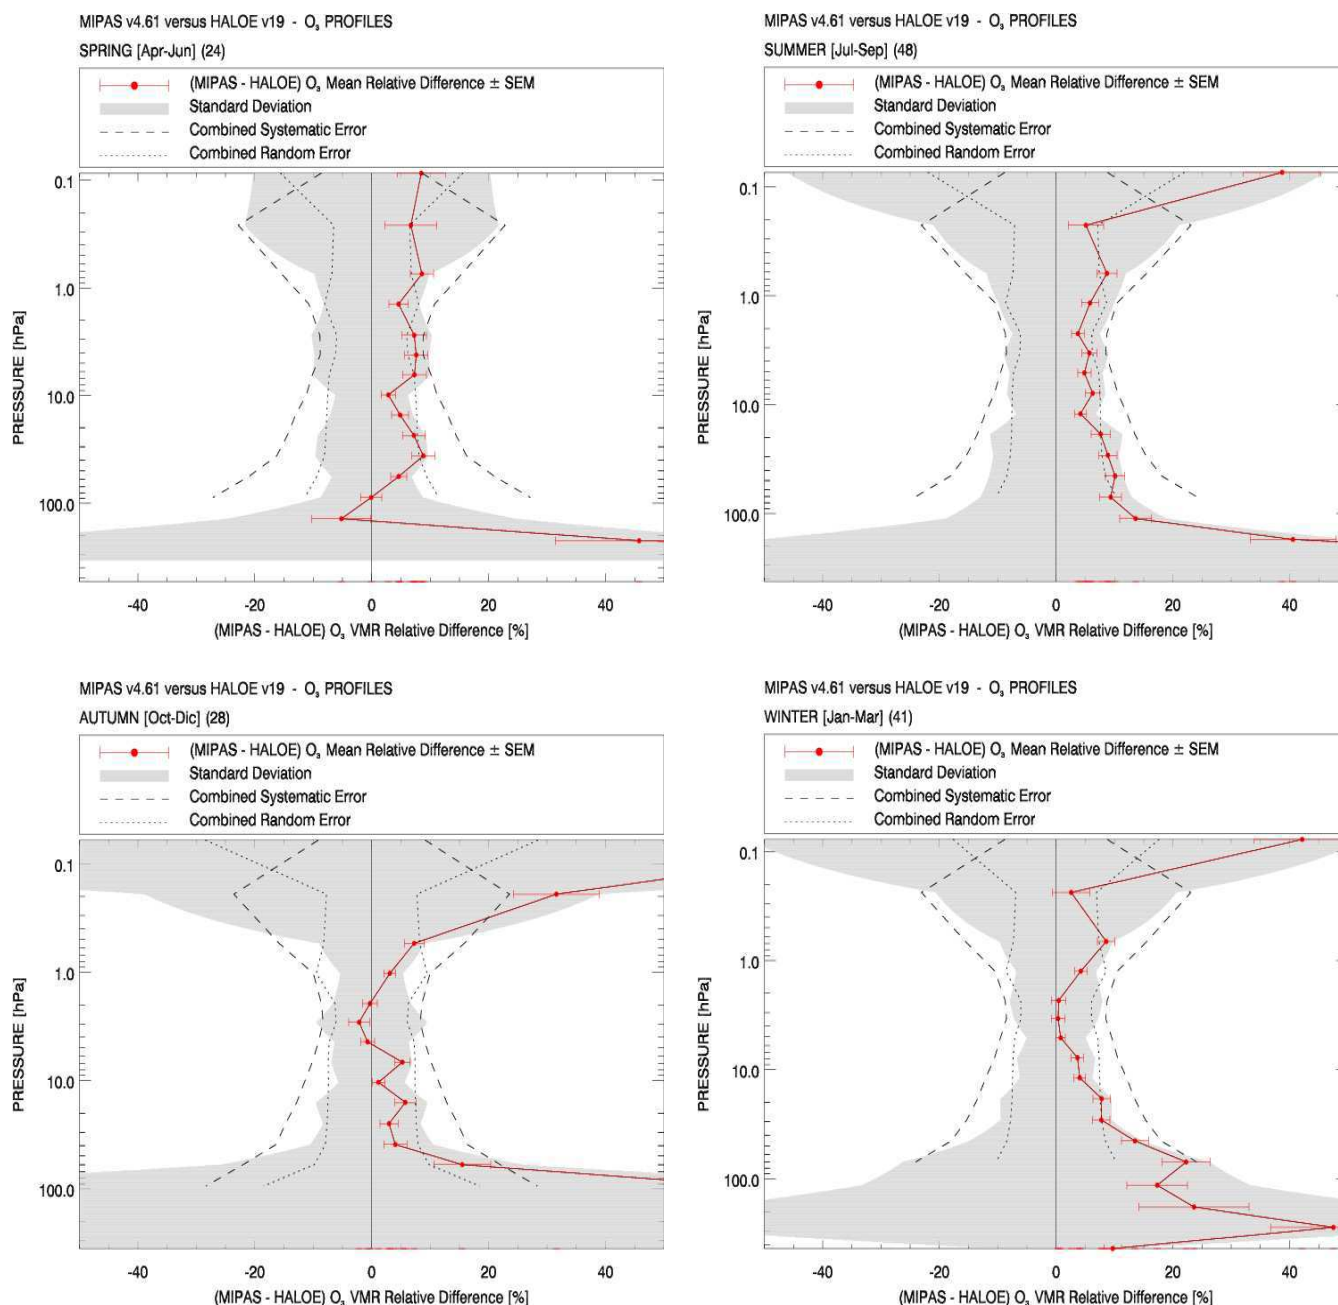 MIPAS v4.61 versus HALOE v19 - O₃ PROFILES
SPRING [Apr-Jun] (24)
(MIPAS - HALOE) O₃ Mean Relative Difference ± SEM
Standard Deviation
Combined Systematic Error
Combined Random Error
0.1
1.0
10.0
100.0
PRESSURE [hPa]
-40 -20 0 20 40
(MIPAS - HALOE) O₃ VMR Relative Difference [%]
MIPAS v4.61 versus HALOE v19 - O₃ PROFILES
SUMMER [Jul-Sep] (48)
(MIPAS - HALOE) O₃ Mean Relative Difference ± SEM
Standard Deviation
Combined Systematic Error
Combined Random Error
0.1
1.0
10.0
100.0
PRESSURE [hPa]
-40 -20 0 20 40
(MIPAS - HALOE) O₃ VMR Relative Difference [%]
MIPAS v4.61 versus HALOE v19 - O₃ PROFILES
AUTUMN [Oct-Dic] (28)
(MIPAS - HALOE) O₃ Mean Relative Difference ± SEM
Standard Deviation
Combined Systematic Error
Combined Random Error
0.1
1.0
10.0
100.0
PRESSURE [hPa]
-40 -20 0 20 40
(MIPAS - HALOE) O₃ VMR Relative Difference [%]
MIPAS v4.61 versus HALOE v19 - O₃ PROFILES
WINTER [Jan-Mar] (41)
(MIPAS - HALOE) O₃ Mean Relative Difference ± SEM
Standard Deviation
Combined Systematic Error
Combined Random Error
0.1
1.0
10.0
100.0
PRESSURE [hPa]
-40 -20 0 20 40
(MIPAS - HALOE) O₃ VMR Relative Difference [%]